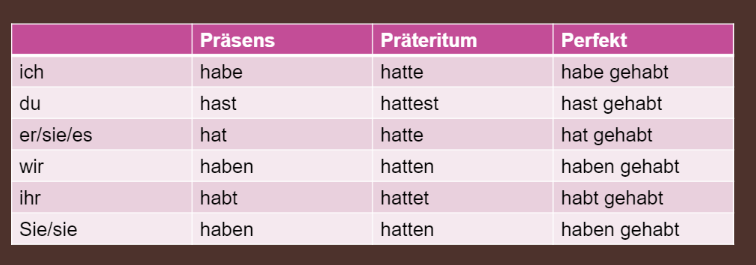 Präsens Präteritum Perfekt
ich habe hatte habe gehabt
du hast hattest hast gehabt
er/sie/es hat hatte hat gehabt
wir haben hatten haben gehabt
ihr habt hattet habt gehabt
Sie/sie haben hatten haben gehabt